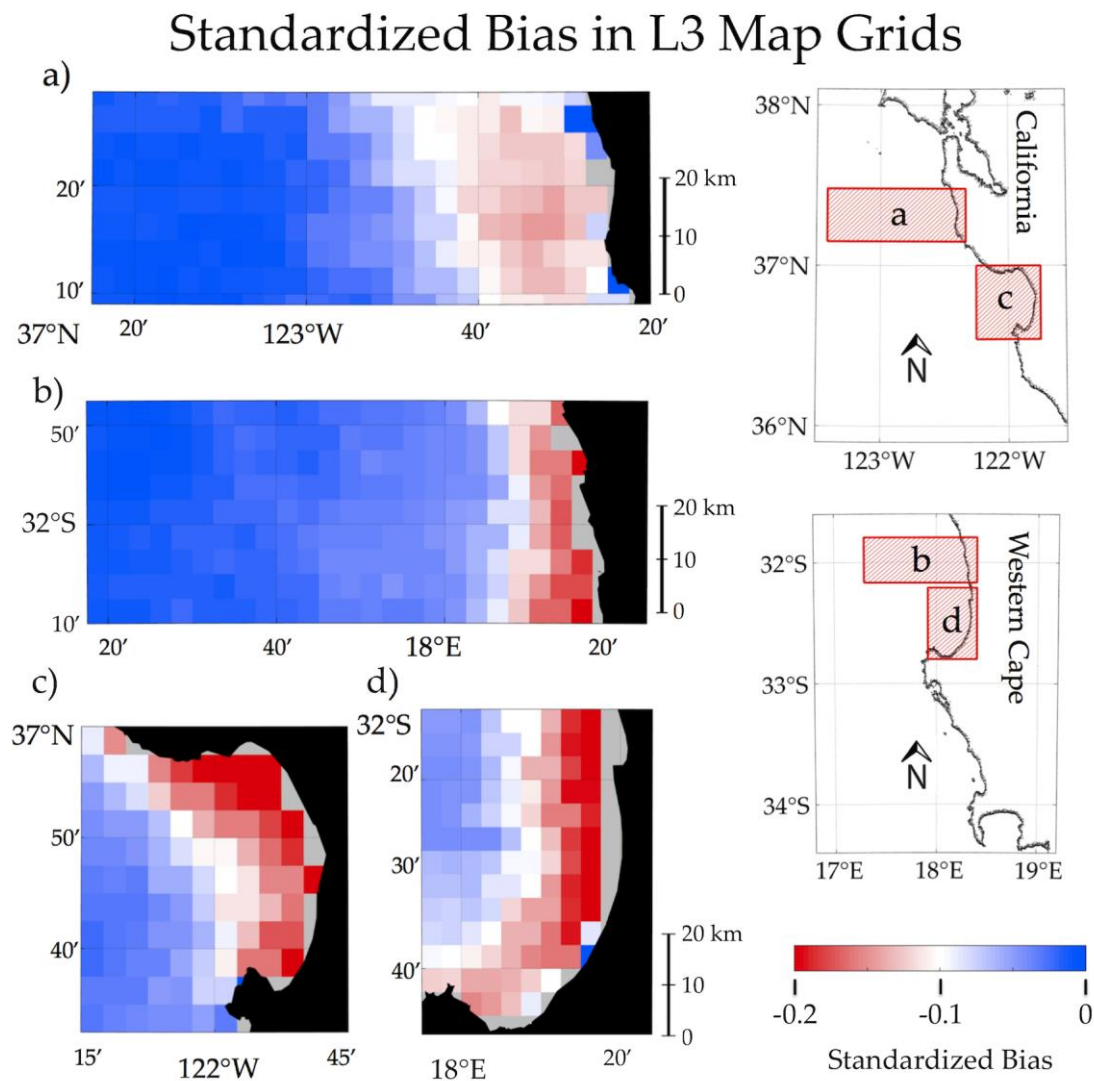 Standardized Bias in L3 Map Grids
a)
20′
10′
37°N
20′
123°W
40′
20′
20 km
10
0
38°N
37°N
36°N
123°W
122°W
California
a
c
N
b)
50′
32°S
10′
20′
40′
18°E
20′
20 km
10
0
32°S
33°S
34°S
17°E
18°E
19°E
Western Cape
b
d
N
c)
37°N
50′
40′
15′
122°W
45′
d)
32°S
20′
30′
40′
18°E
20′
20 km
10
0
-0.2
-0.1
0
Standardized Bias